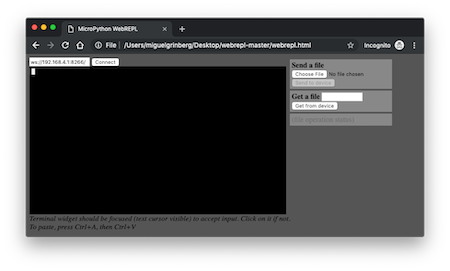 MicroPython WebREPL
File
/Users/miguelgrinberg/Desktop/webrepl-master/webrepl.html
Incognito
ws://192.168.4.1:8266/
Connect
Send a file
Choose File No file chosen
Send to device
Get a file
Get from device
(file operation status)
Terminal widget should be focused (text cursor visible) to accept input. Click on it if not.
To paste, press Ctrl+A, then Ctrl+V